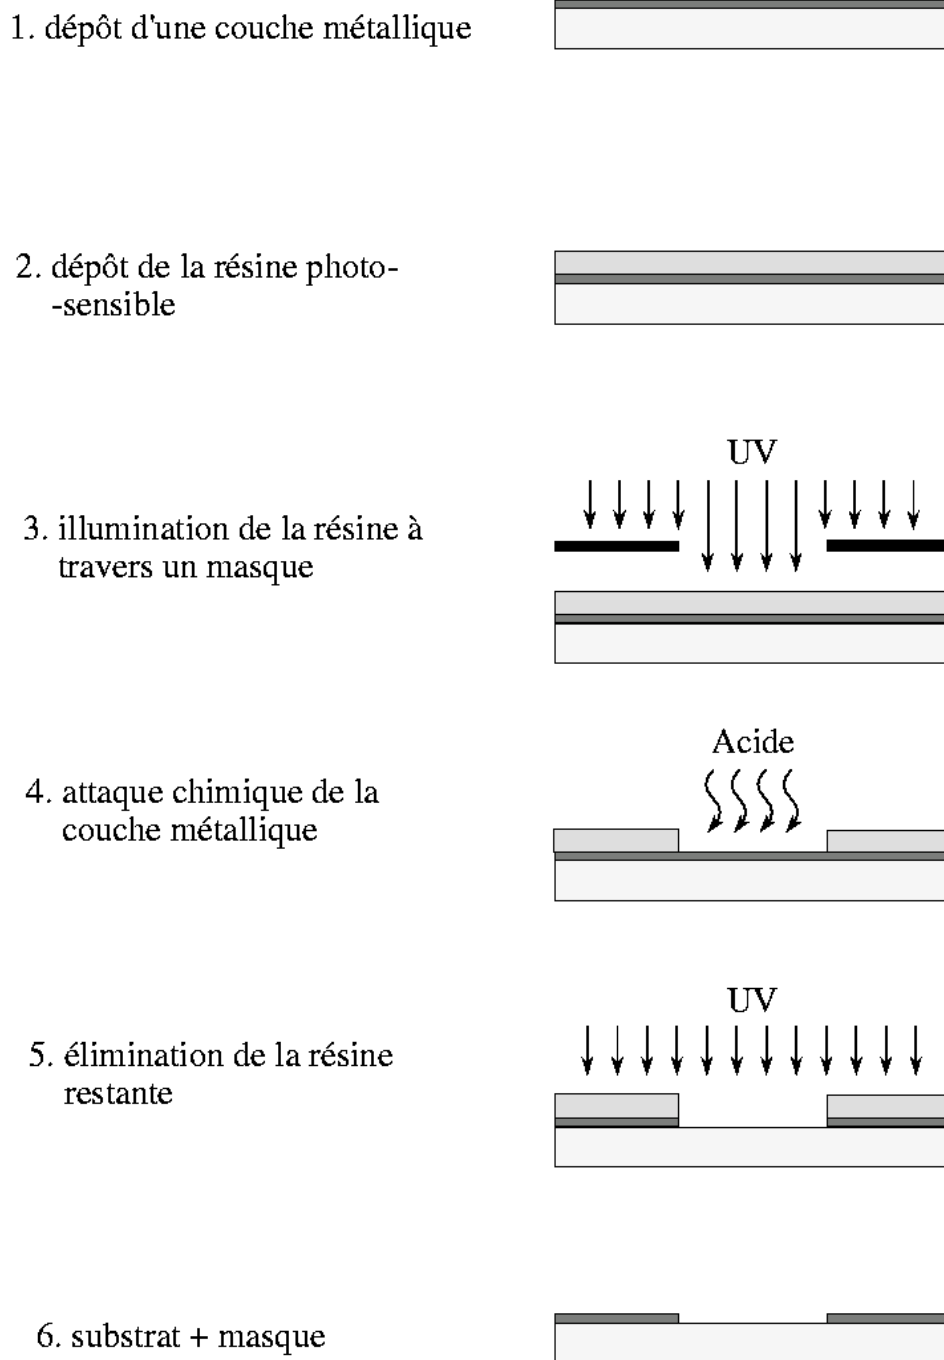 1. dépôt d'une couche métallique
2. dépôt de la résine photo-
-sensible
UV
3. illumination de la résine à
travers un masque
Acide
4. attaque chimique de la
couche métallique
UV
5. élimination de la résine
restante
6. substrat + masque